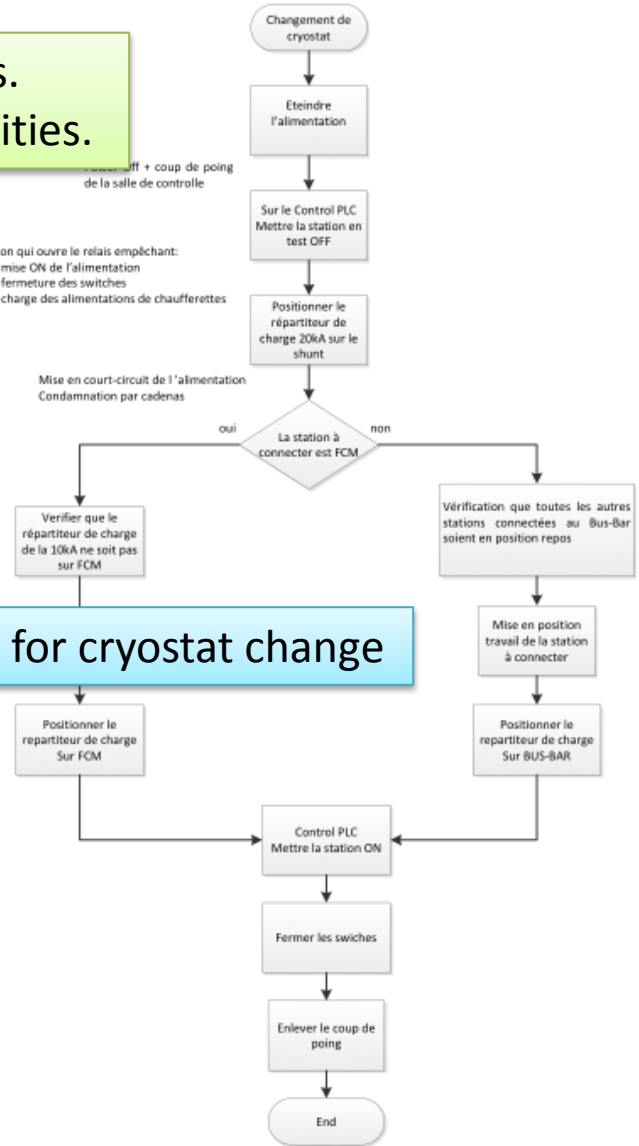 Changement de
cryostat
s.
ities.
Eteindre
l'alimentation
ff + coup de poing
de la salle de controlle
Sur le Control PLC
Mettre la station en
test OFF
on qui ouvre le relais empêchant:
mise ON de l'alimentation
fermeture des switches
charge des alimentations de chaufferettes
Positionner le
répartiteur de
charge 20kA sur le
shunt
Mise en court-circuit de l 'alimentation
Condamnation par cadenas
oui
La station à
connecter est FCM
non
Verifier que le
répartiteur de charge
de la 10kA ne soit pas
sur FCM
Vérification que toutes les autres
stations connectées au Bus-Bar
soient en position repos
for cryostat change
Mise en position
travail de la station
à connecter
Positionner le
repartiteur de charge
Sur FCM
Positionner le
repartiteur de charge
Sur BUS-BAR
Control PLC
Mettre la station ON
Fermer les swiches
Enlever le coup de
poing
End